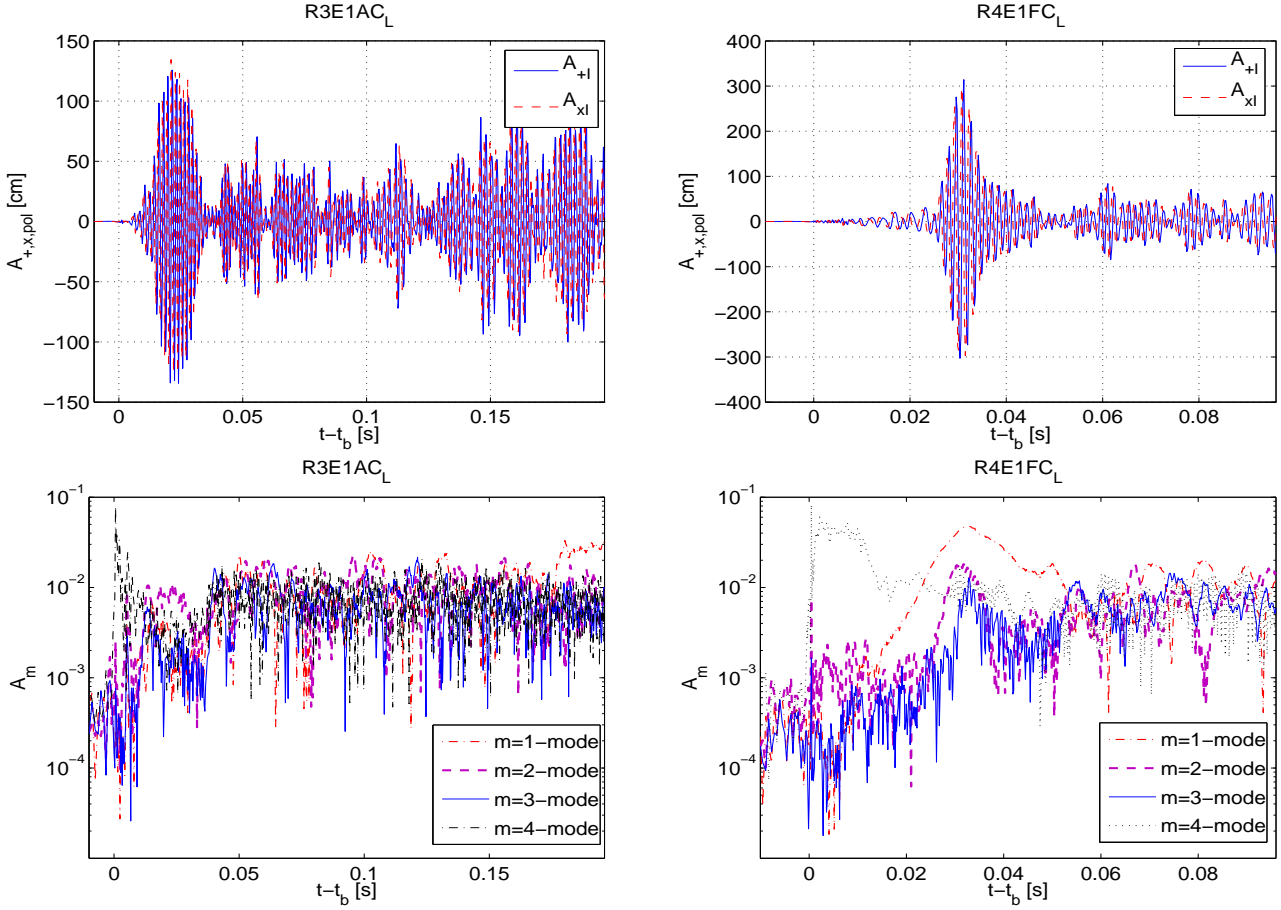 R3E1AC_L
150
100
50
0
−50
−100
−150
A_{+,x,pol} [cm]
0 0.05 0.1 0.15
t−t_b [s]
A_{+I}
A_{xI}
R4E1FC_L
400
300
200
100
0
−100
−200
−300
−400
A_{+,x,pol} [cm]
0 0.02 0.04 0.06 0.08
t−t_b [s]
A_{+I}
A_{xI}
R3E1AC_L
10^{−1}
10^{−2}
10^{−3}
10^{−4}
A_m
0 0.05 0.1 0.15
t−t_b [s]
m=1−mode
m=2−mode
m=3−mode
m=4−mode
R4E1FC_L
10^{−1}
10^{−2}
10^{−3}
10^{−4}
A_m
0 0.02 0.04 0.06 0.08
t−t_b [s]
m=1−mode
m=2−mode
m=3−mode
m=4−mode